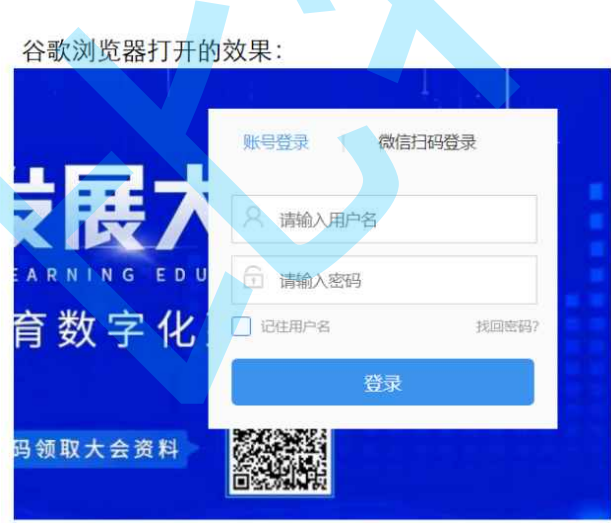 谷歌浏览器打开的效果：
账号登录 | 微信扫码登录
发展大
请输入用户名
EARNING EDU
请输入密码
育数字化
记住用户名 找回密码?
登录
码领取大会资料